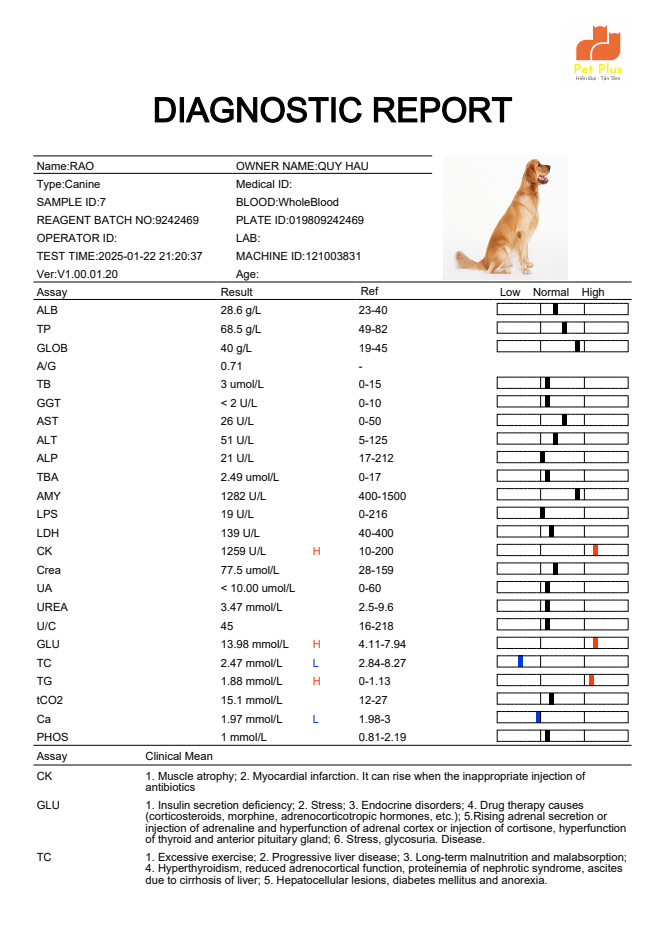 Pet Plus
Hiện Đại - Tận Tâm
DIAGNOSTIC REPORT
Name:RAO OWNER NAME:QUY HAU
Type:Canine Medical ID:
SAMPLE ID:7 BLOOD:WholeBlood
REAGENT BATCH NO:9242469 PLATE ID:019809242469
OPERATOR ID: LAB:
TEST TIME:2025-01-22 21:20:37 MACHINE ID:121003831
Ver:V1.00.01.20 Age:
Assay Result Ref Low Normal High
ALB 28.6 g/L 23-40
TP 68.5 g/L 49-82
GLOB 40 g/L 19-45
A/G 0.71 -
TB 3 umol/L 0-15
GGT < 2 U/L 0-10
AST 26 U/L 0-50
ALT 51 U/L 5-125
ALP 21 U/L 17-212
TBA 2.49 umol/L 0-17
AMY 1282 U/L 400-1500
LPS 19 U/L 0-216
LDH 139 U/L 40-400
CK 1259 U/L H 10-200
Crea 77.5 umol/L 28-159
UA < 10.00 umol/L 0-60
UREA 3.47 mmol/L 2.5-9.6
U/C 45 16-218
GLU 13.98 mmol/L H 4.11-7.94
TC 2.47 mmol/L L 2.84-8.27
TG 1.88 mmol/L H 0-1.13
tCO2 15.1 mmol/L 12-27
Ca 1.97 mmol/L L 1.98-3
PHOS 1 mmol/L 0.81-2.19
Assay Clinical Mean
CK 1. Muscle atrophy; 2. Myocardial infarction. It can rise when the inappropriate injection of
antibiotics
GLU 1. Insulin secretion deficiency; 2. Stress; 3. Endocrine disorders; 4. Drug therapy causes
(corticosteroids, morphine, adrenocorticotropic hormones, etc.); 5.Rising adrenal secretion or
injection of adrenaline and hyperfunction of adrenal cortex or injection of cortisone, hyperfunction
of thyroid and anterior pituitary gland; 6. Stress, glycosuria. Disease.
TC 1. Excessive exercise; 2. Progressive liver disease; 3. Long-term malnutrition and malabsorption;
4. Hyperthyroidism, reduced adrenocortical function, proteinemia of nephrotic syndrome, ascites
due to cirrhosis of liver; 5. Hepatocellular lesions, diabetes mellitus and anorexia.